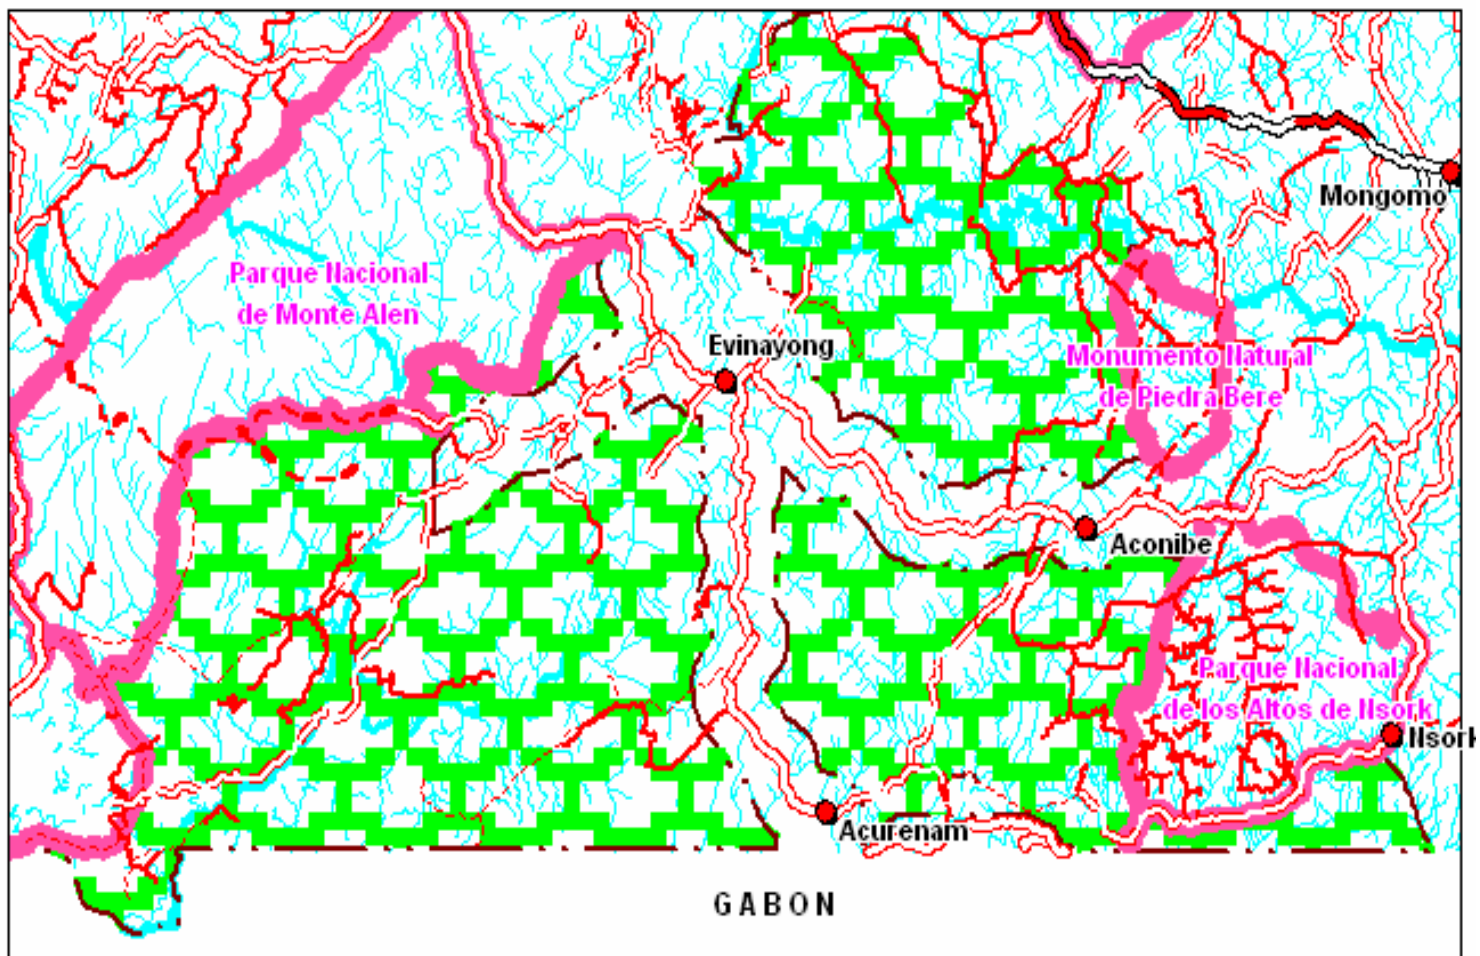 Mongomo
Parque Nacional
de Monte Alen
Evinayong
Monumento Natural
de Piedra Bere
Aconibe
Parque Nacional
de los Altos de Nsork
Nsork
Acurenam
GABON